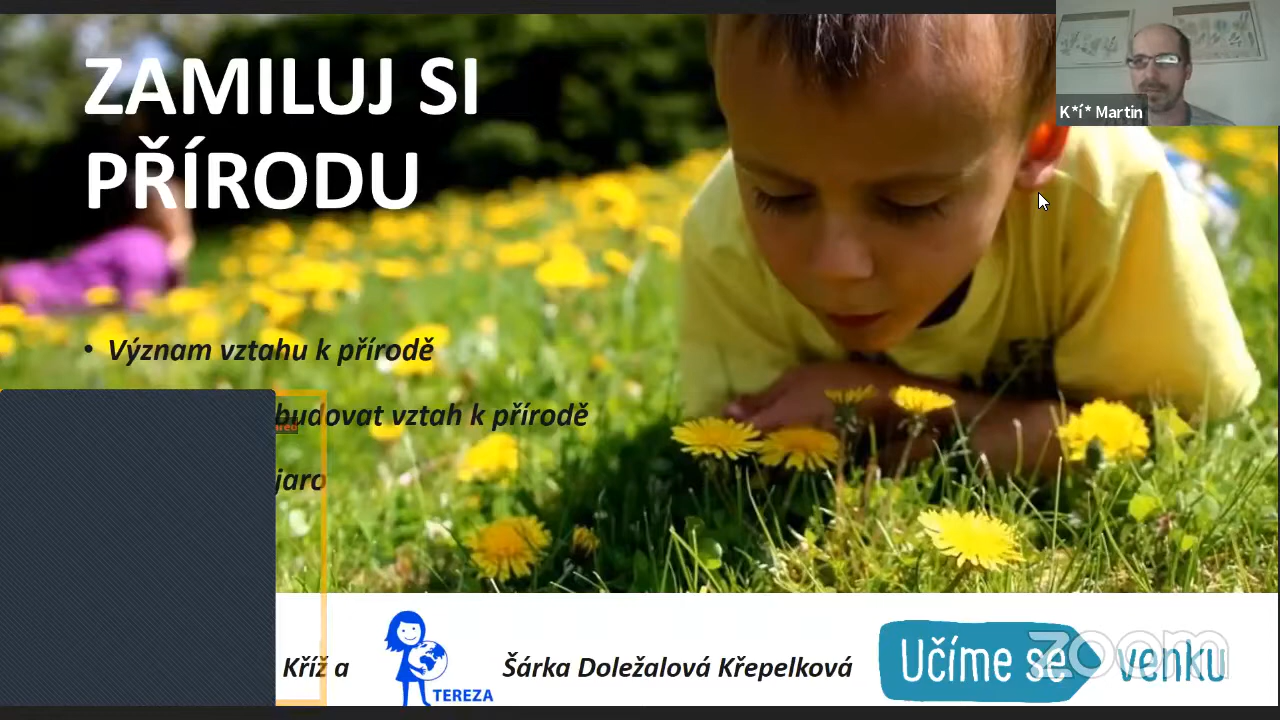 ZAMILUJ SI
PŘÍRODU
K*í* Martin
• Význam vztahu k přírodě
budovat vztah k přírodě
jaro
Kříž a
TEREZA
Šárka Doležalová Křepelková
Učíme se venku
zoom